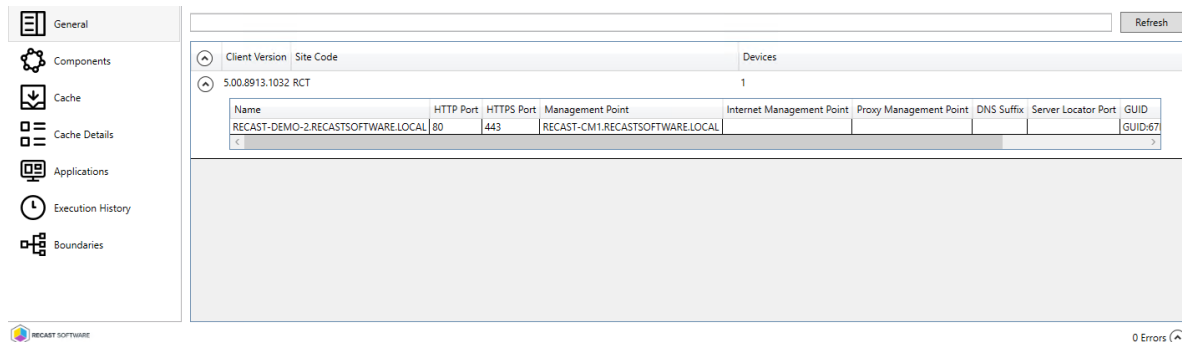 General
Components
Cache
Cache Details
Applications
Execution History
Boundaries
Refresh
Client Version Site Code Devices
5.00.8913.1032 RCT 1
Name HTTP Port HTTPS Port Management Point Internet Management Point Proxy Management Point DNS Suffix Server Locator Port GUID
RECAST-DEMO-2.RECASTSOFTWARE.LOCAL 80 443 RECAST-CM1.RECASTSOFTWARE.LOCAL
RECAST SOFTWARE
0 Errors